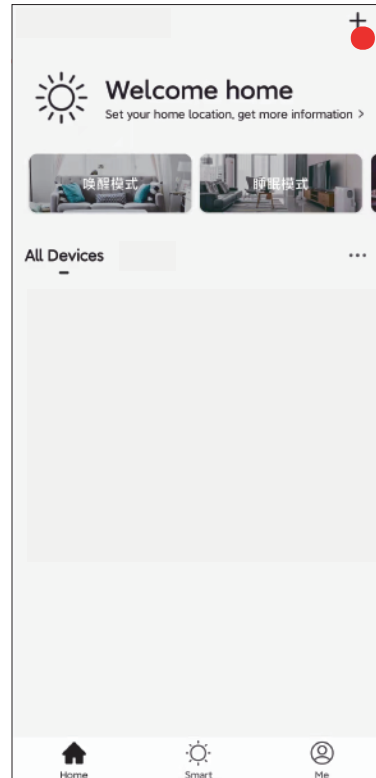 +
Welcome home
Set your home location, get more information >
唤醒模式
睡眠模式
All Devices
...
Home
Smart
Me